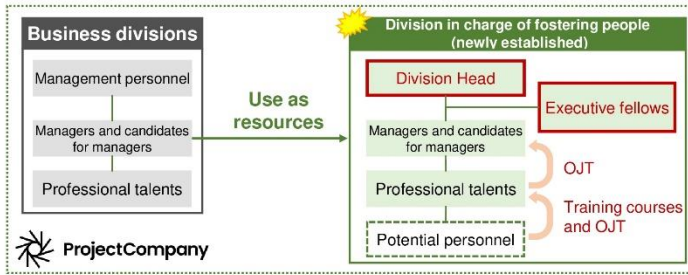 Business divisions
Management personnel
Managers and candidates
for managers
Professional talents
Use as
resources
Division in charge of fostering people
(newly established)
Division Head
Executive fellows
Managers and candidates
for managers
OJT
Professional talents
Training courses
and OJT
Potential personnel
ProjectCompany